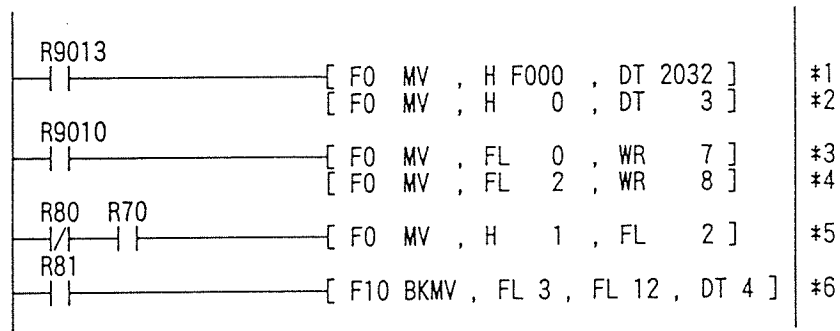 R9013
[ F0 MV , H F000 , DT 2032 ] *1
[ F0 MV , H 0 , DT 3 ] *2
R9010
[ F0 MV , FL 0 , WR 7 ] *3
[ F0 MV , FL 2 , WR 8 ] *4
R80 R70
[ F0 MV , H 1 , FL 2 ] *5
R81
[ F10 BKMV , FL 3 , FL 12 , DT 4 ] *6